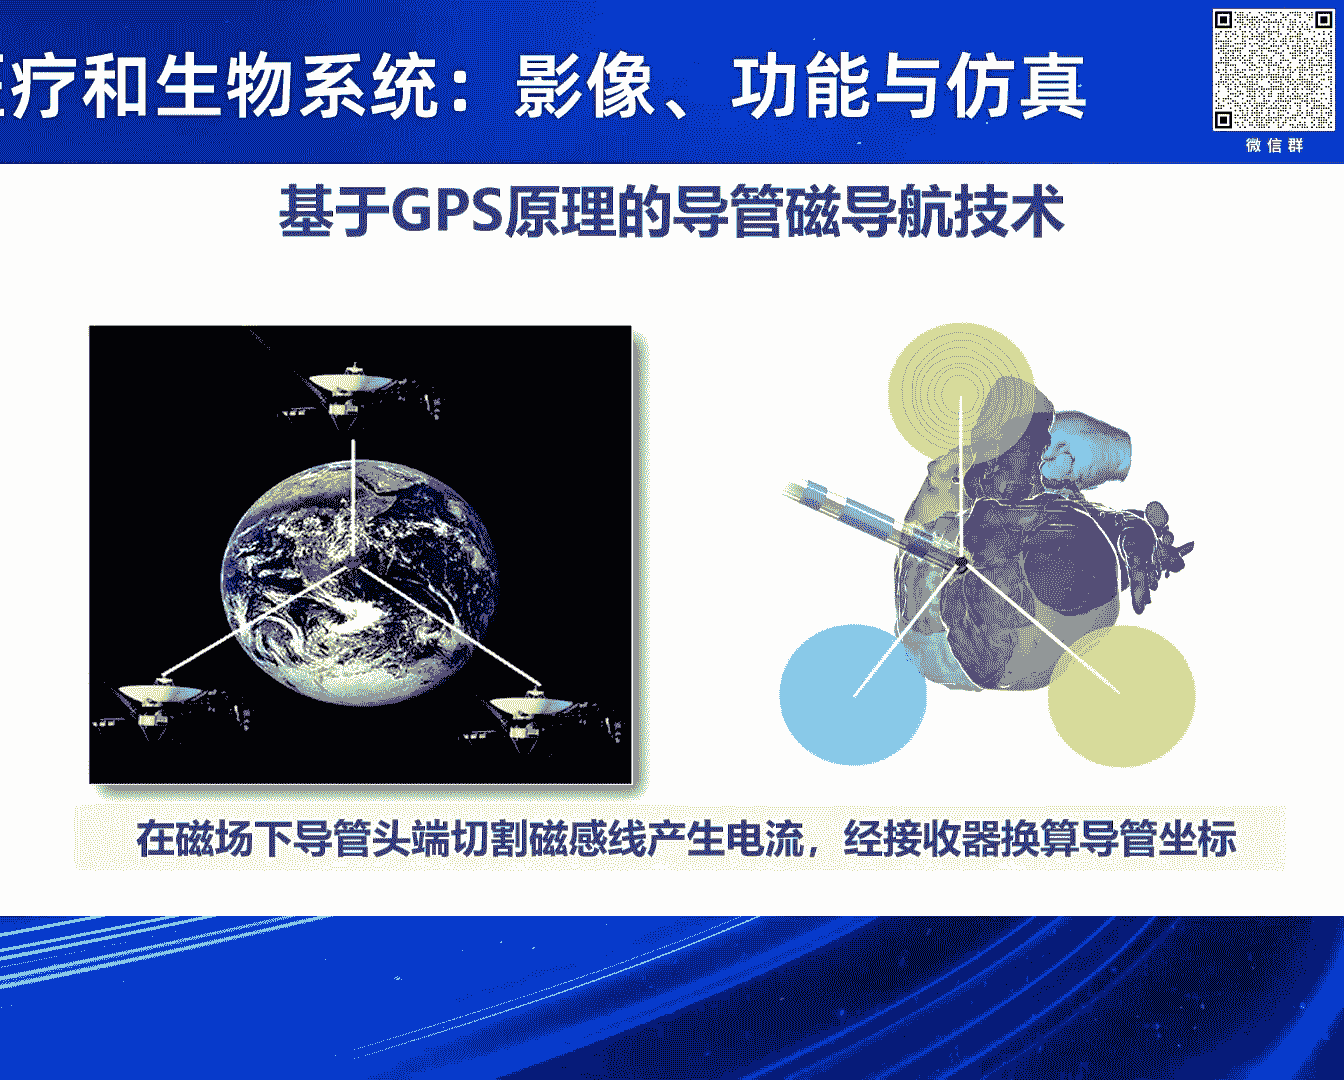 疗和生物系统：影像、功能与仿真
微信群
基于GPS原理的导管磁导航技术
在磁场下导管头端切割磁感线产生电流，经接收器换算导管坐标